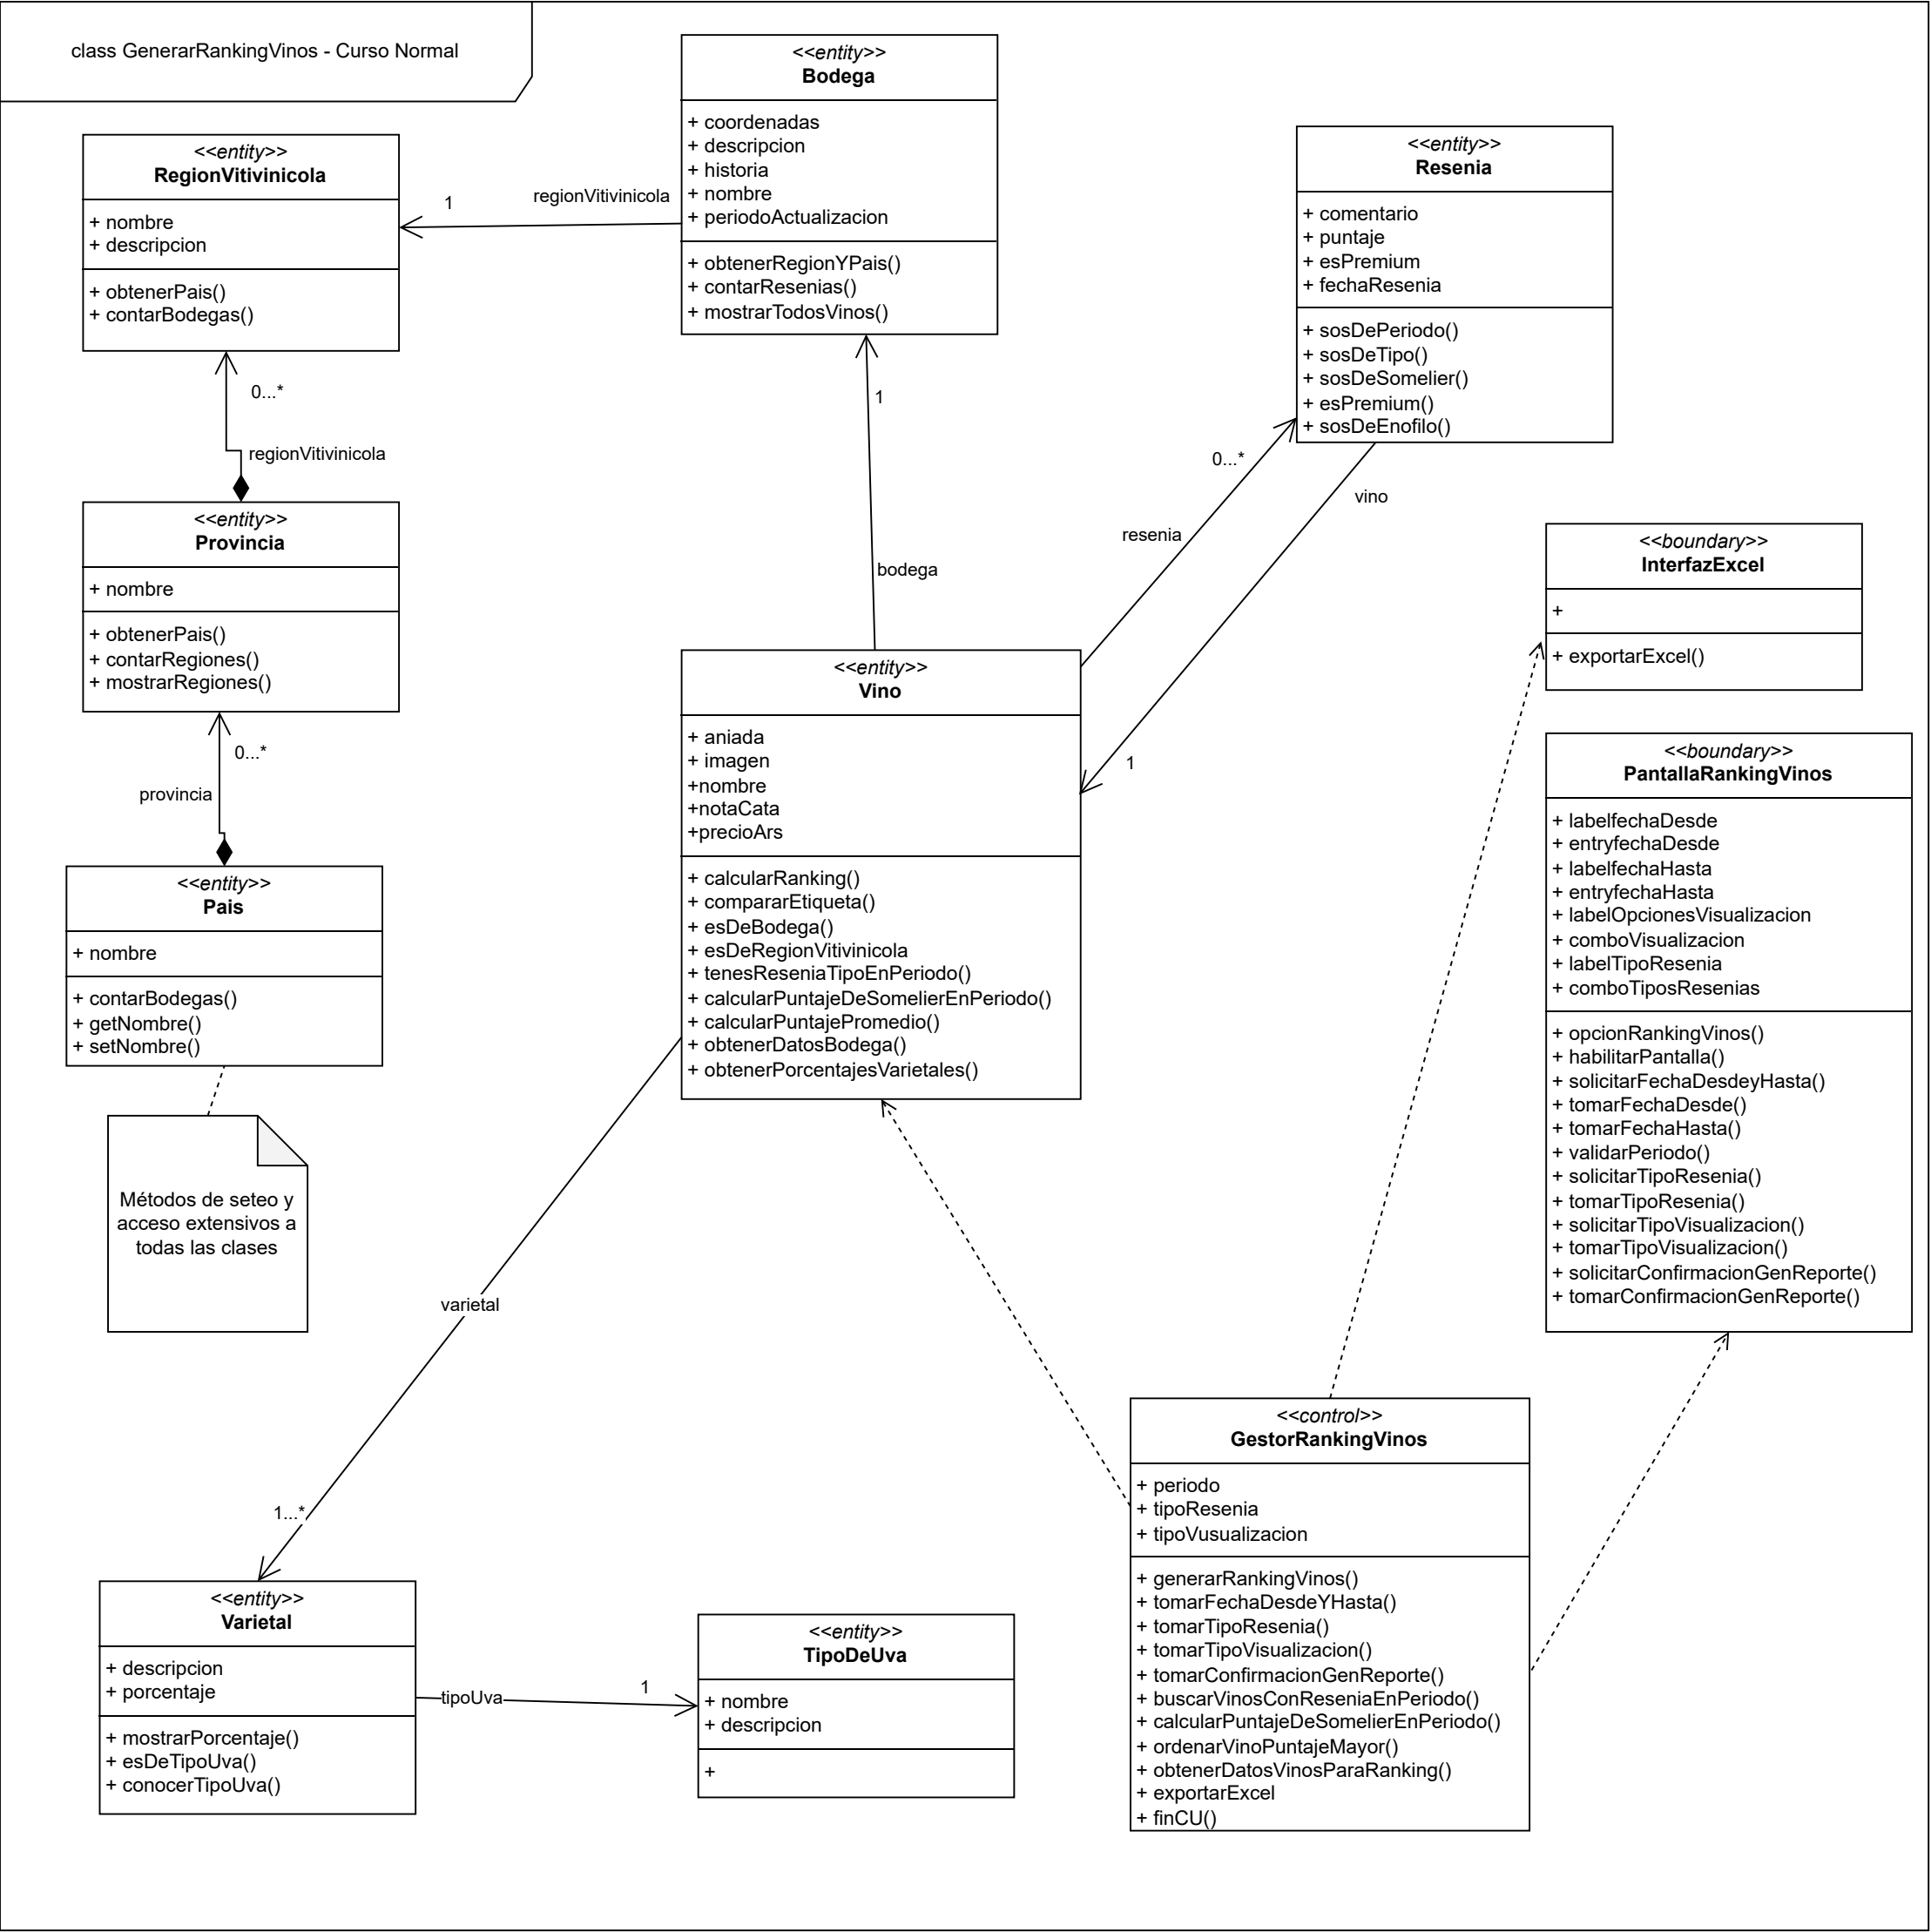 class GenerarRankingVinos - Curso Normal
<<entity>>
Bodega
+ coordenadas
+ descripcion
+ historia
+ nombre
+ periodoActualizacion
+ obtenerRegionYPais()
+ contarResenias()
+ mostrarTodosVinos()
<<entity>>
RegionVitivinicola
+ nombre
+ descripcion
+ obtenerPais()
+ contarBodegas()
1
regionVitivinicola
<<entity>>
Resenia
+ comentario
+ puntaje
+ esPremium
+ fechaResenia
+ sosDePeriodo()
+ sosDeTipo()
+ sosDeSomelier()
+ esPremium()
+ sosDeEnofilo()
0...*
regionVitivinicola
1
bodega
0...*
resenia
vino
1
<<entity>>
Provincia
+ nombre
+ obtenerPais()
+ contarRegiones()
+ mostrarRegiones()
0...*
provincia
<<boundary>>
InterfazExcel
+
+ exportarExcel()
<<entity>>
Vino
+ aniada
+ imagen
+nombre
+notaCata
+precioArs
+ calcularRanking()
+ compararEtiqueta()
+ esDeBodega()
+ esDeRegionVitivinicola
+ tenesReseniaTipoEnPeriodo()
+ calcularPuntajeDeSomelierEnPeriodo()
+ calcularPuntajePromedio()
+ obtenerDatosBodega()
+ obtenerPorcentajesVarietales()
<<boundary>>
PantallaRankingVinos
+ labelfechaDesde
+ entryfechaDesde
+ labelfechaHasta
+ entryfechaHasta
+ labelOpcionesVisualizacion
+ comboVisualizacion
+ labelTipoResenia
+ comboTiposResenias
+ opcionRankingVinos()
+ habilitarPantalla()
+ solicitarFechaDesdeyHasta()
+ tomarFechaDesde()
+ tomarFechaHasta()
+ validarPeriodo()
+ solicitarTipoResenia()
+ tomarTipoResenia()
+ solicitarTipoVisualizacion()
+ tomarTipoVisualizacion()
+ solicitarConfirmacionGenReporte()
+ tomarConfirmacionGenReporte()
<<entity>>
Pais
+ nombre
+ contarBodegas()
+ getNombre()
+ setNombre()
Métodos de seteo y
acceso extensivos a
todas las clases
varietal
1...*
<<control>>
GestorRankingVinos
+ periodo
+ tipoResenia
+ tipoVusualizacion
+ generarRankingVinos()
+ tomarFechaDesdeYHasta()
+ tomarTipoResenia()
+ tomarTipoVisualizacion()
+ tomarConfirmacionGenReporte()
+ buscarVinosConReseniaEnPeriodo()
+ calcularPuntajeDeSomelierEnPeriodo()
+ ordenarVinoPuntajeMayor()
+ obtenerDatosVinosParaRanking()
+ exportarExcel
+ finCU()
<<entity>>
Varietal
+ descripcion
+ porcentaje
+ mostrarPorcentaje()
+ esDeTipoUva()
+ conocerTipoUva()
tipoUva
1
<<entity>>
TipoDeUva
+ nombre
+ descripcion
+